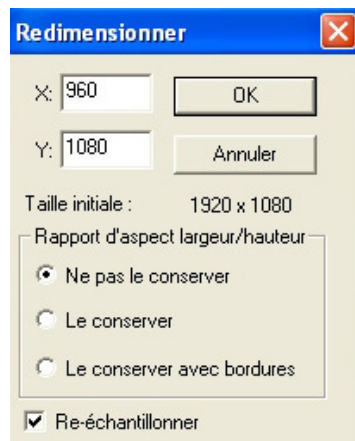 Redimensionner
X: 960
OK
Y: 1080
Annuler
Taille initiale : 1920 x 1080
Rapport d'aspect largeur/hauteur
Ne pas le conserver
Le conserver
Le conserver avec bordures
Re-échantillonner